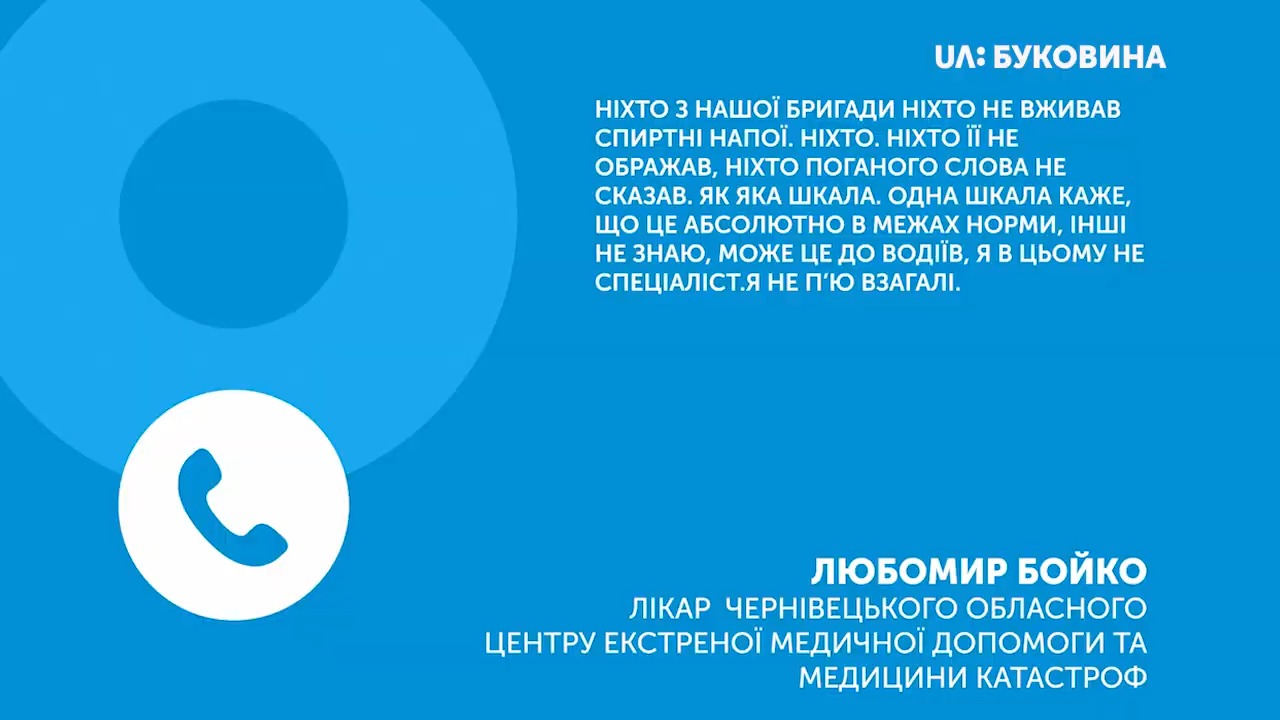 UA: БУКОВИНА
НІХТО З НАШОЇ БРИГАДИ НІХТО НЕ ВЖИВАВ
СПИРТНІ НАПОЇ. НІХТО. НІХТО ЇЇ НЕ
ОБРАЖАВ, НІХТО ПОГАНОГО СЛОВА НЕ
СКАЗАВ. ЯК ЯКА ШКАЛА. ОДНА ШКАЛА КАЖЕ,
ЩО ЦЕ АБСОЛЮТНО В МЕЖАХ НОРМИ, ІНШІ
НЕ ЗНАЮ, МОЖЕ ЦЕ ДО ВОДІЇВ, Я В ЦЬОМУ НЕ
СПЕЦІАЛІСТ.Я НЕ П’Ю ВЗАГАЛІ.
ЛЮБОМИР БОЙКО
ЛІКАР ЧЕРНІВЕЦЬКОГО ОБЛАСНОГО
ЦЕНТРУ ЕКСТРЕНОЇ МЕДИЧНОЇ ДОПОМОГИ ТА
МЕДИЦИНИ КАТАСТРОФ